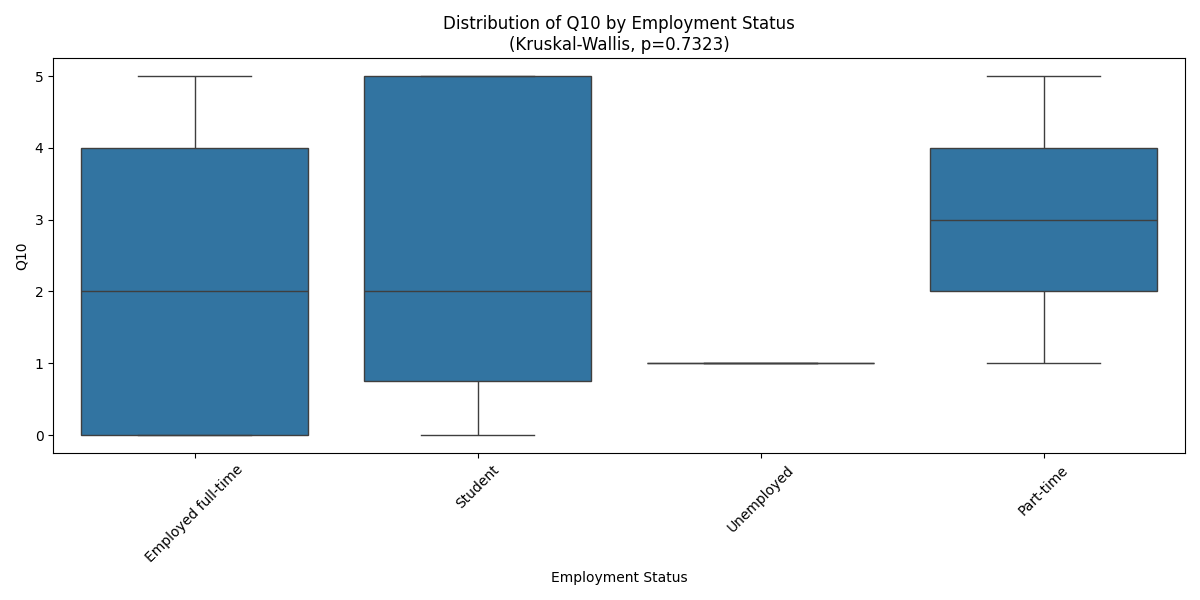 Distribution of Q10 by Employment Status
(Kruskal-Wallis, p=0.7323)
5
4
3
2
1
0
Q10
Employed full-time
Student
Unemployed
Part-time
Employment Status